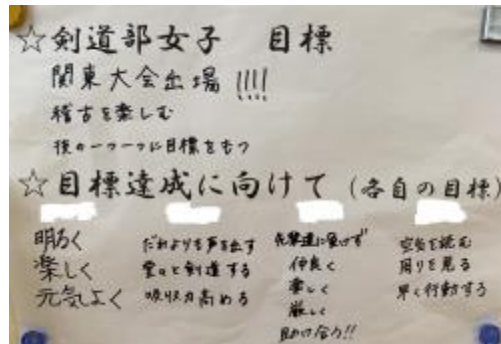 ☆剣道部女子 目標
関東大会出場!!!!
稽古を楽しむ
技の一つ一つに目標をもつ
☆目標達成に向けて(各自の目標)
明るく
楽しく
元気よく
だれよりも声を出す
堂々と剣道する
吸収力高める
先輩達に負けず
仲良く
楽しく
厳しく
助け合う!!
空気を読む
周りを見る
早く行動する